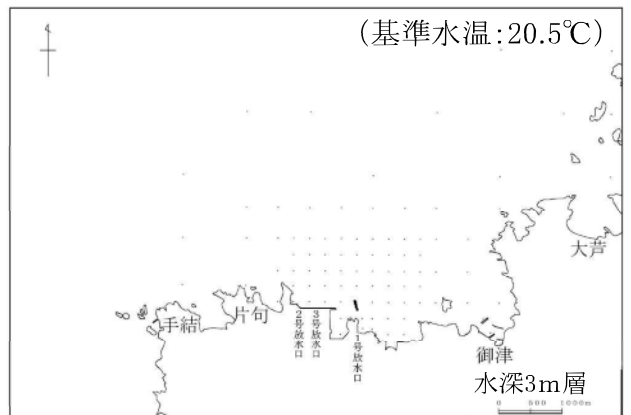 (基準水温:20.5℃)
大芦
手結
片句
2号放水口
3号放水口
1号放水口
御津
水深3m層
0 500 1000m